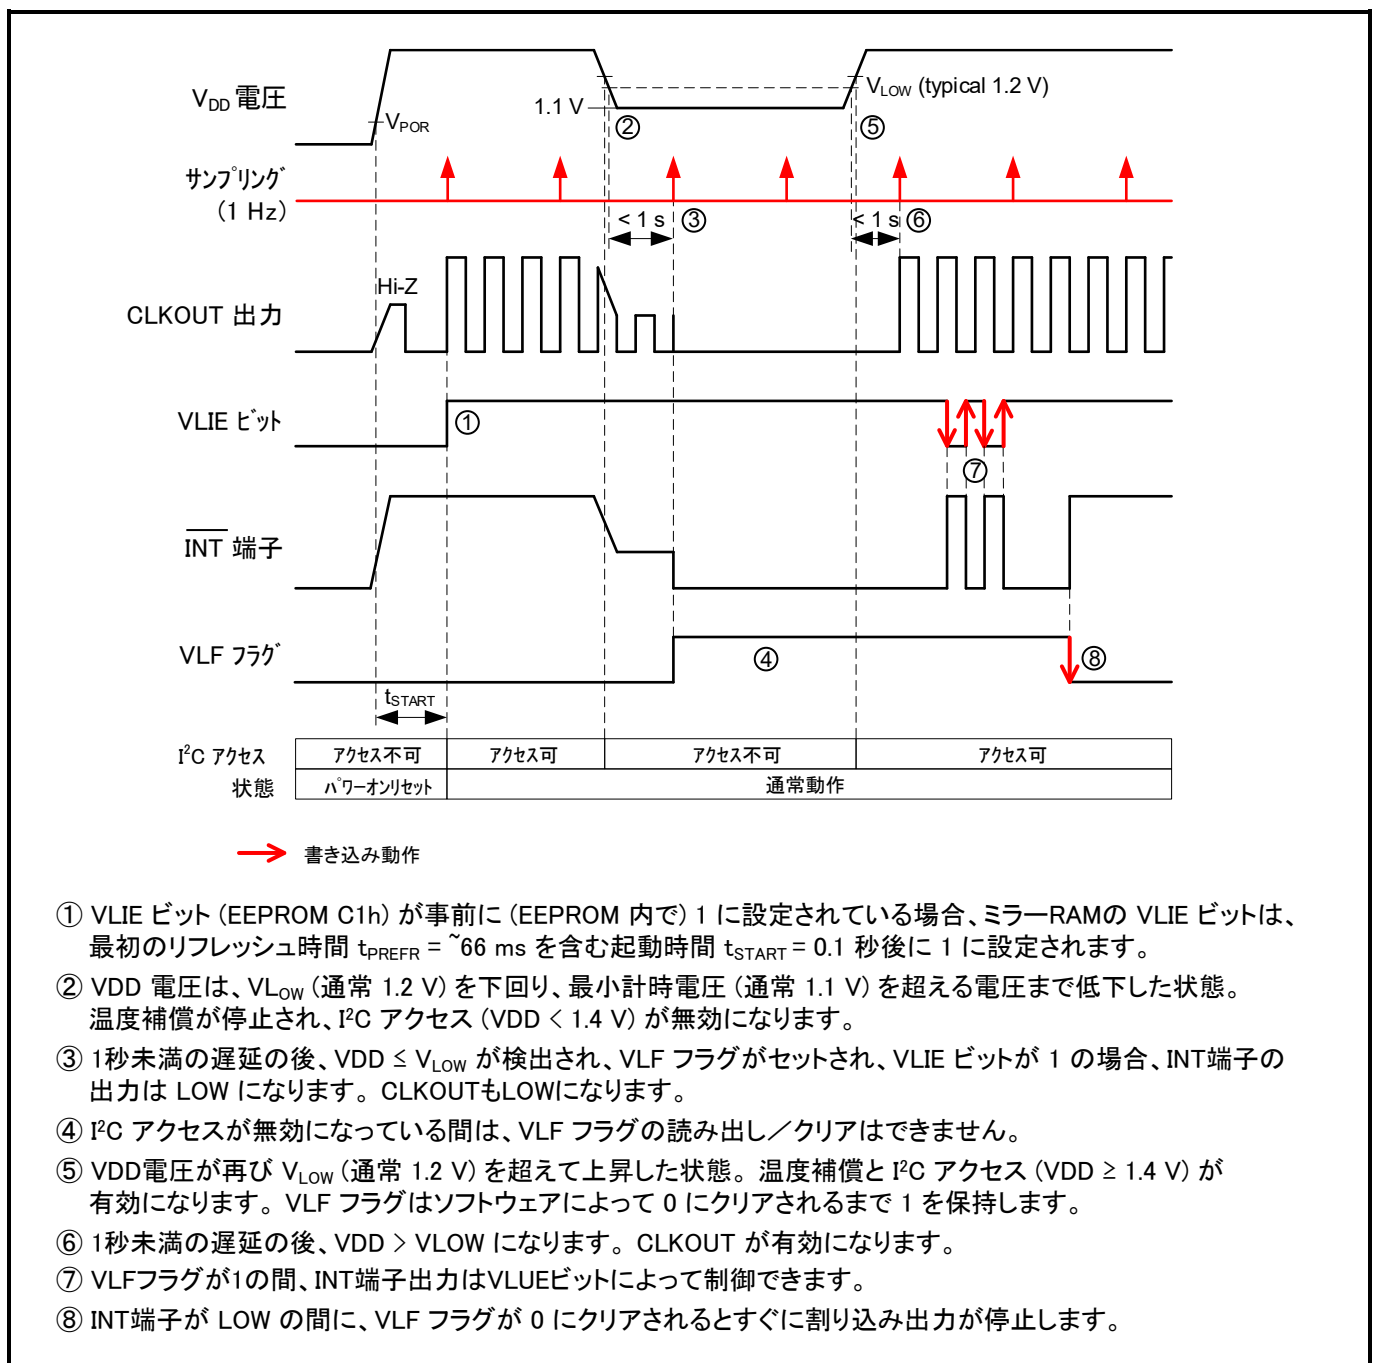 V_DD 電圧
V_POR
1.1 V
②
⑤
V_LOW (typical 1.2 V)
サンプリング
(1 Hz)
< 1 s ③
< 1 s ⑥
Hi-Z
CLKOUT 出力
VLIE ビット
①
⑦
INT 端子
VLF フラグ
④
⑧
t_START
I²C アクセス
アクセス不可
アクセス可
アクセス不可
アクセス可
状態
パワーオンリセット
通常動作
書き込み動作
① VLIE ビット (EEPROM C1h) が事前に (EEPROM 内で) 1 に設定されている場合、ミラーRAMの VLIE ビットは、
最初のリフレッシュ時間 t_PREFR = ~66 ms を含む起動時間 t_START = 0.1 秒後に 1 に設定されます。
② VDD 電圧は、VL_OW (通常 1.2 V) を下回り、最小計時電圧 (通常 1.1 V) を超える電圧まで低下した状態。
温度補償が停止され、I²C アクセス (VDD < 1.4 V) が無効になります。
③ 1秒未満の遅延の後、VDD ≤ V_LOW が検出され、VLF フラグがセットされ、VLIE ビットが 1 の場合、INT端子の
出力は LOW になります。 CLKOUTもLOWになります。
④ I²C アクセスが無効になっている間は、VLF フラグの読み出し／クリアはできません。
⑤ VDD電圧が再び V_LOW (通常 1.2 V) を超えて上昇した状態。 温度補償と I²C アクセス (VDD ≥ 1.4 V) が
有効になります。 VLF フラグはソフトウェアによって 0 にクリアされるまで 1 を保持します。
⑥ 1秒未満の遅延の後、VDD > VLOW になります。 CLKOUT が有効になります。
⑦ VLFフラグが1の間、INT端子出力はVLUEビットによって制御できます。
⑧ INT端子が LOW の間に、VLF フラグが 0 にクリアされるとすぐに割り込み出力が停止します。